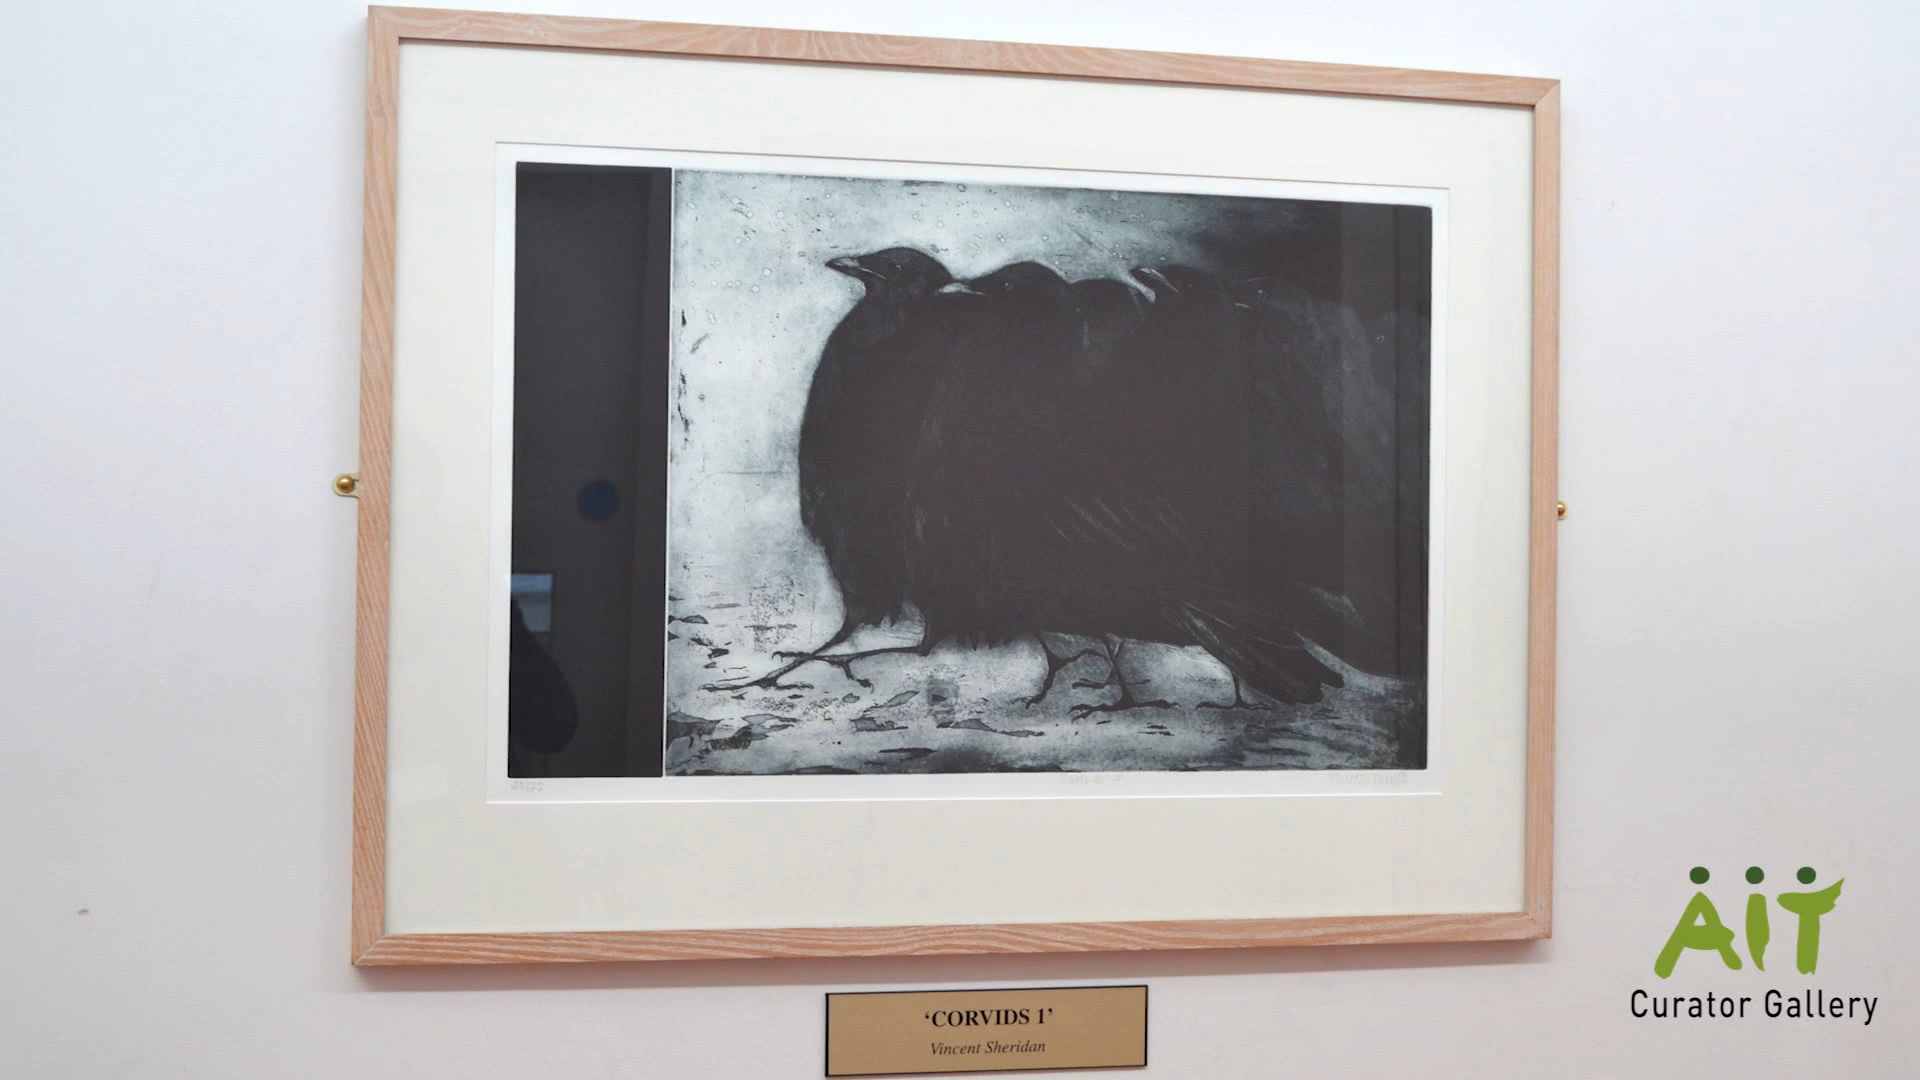 ‘CORVIDS 1’
Vincent Sheridan
AIT
Curator Gallery